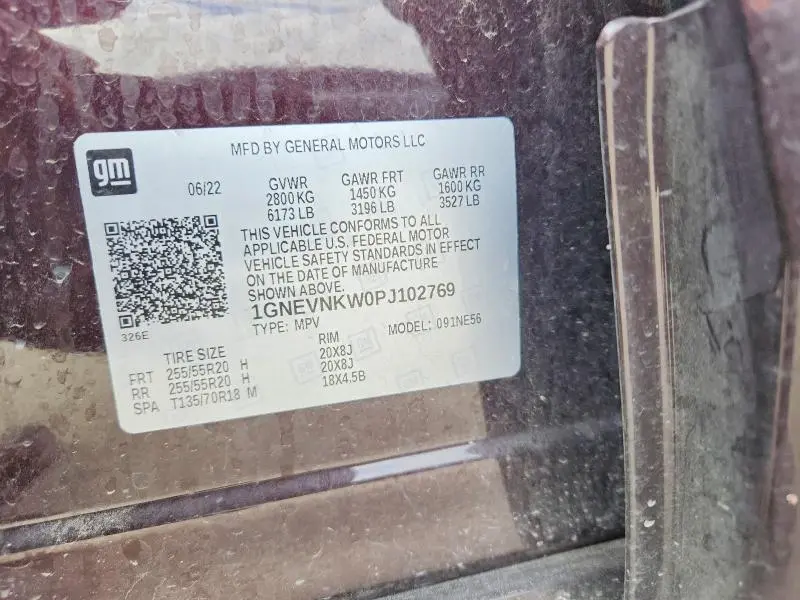 gm
MFD BY GENERAL MOTORS LLC
06/22 GVWR GAWR FRT GAWR RR
2800 KG 1450 KG 1600 KG
6173 LB 3196 LB 3527 LB
THIS VEHICLE CONFORMS TO ALL
APPLICABLE U.S. FEDERAL MOTOR
VEHICLE SAFETY STANDARDS IN EFFECT
ON THE DATE OF MANUFACTURE
SHOWN ABOVE.
1GNEVNKW0PJ102769
326E
TYPE: MPV MODEL: 091NE56
TIRE SIZE RIM
FRT 255/55R20 H 20X8J
RR 255/55R20 H 20X8J
SPA T135/70R18 M 18X4.5B